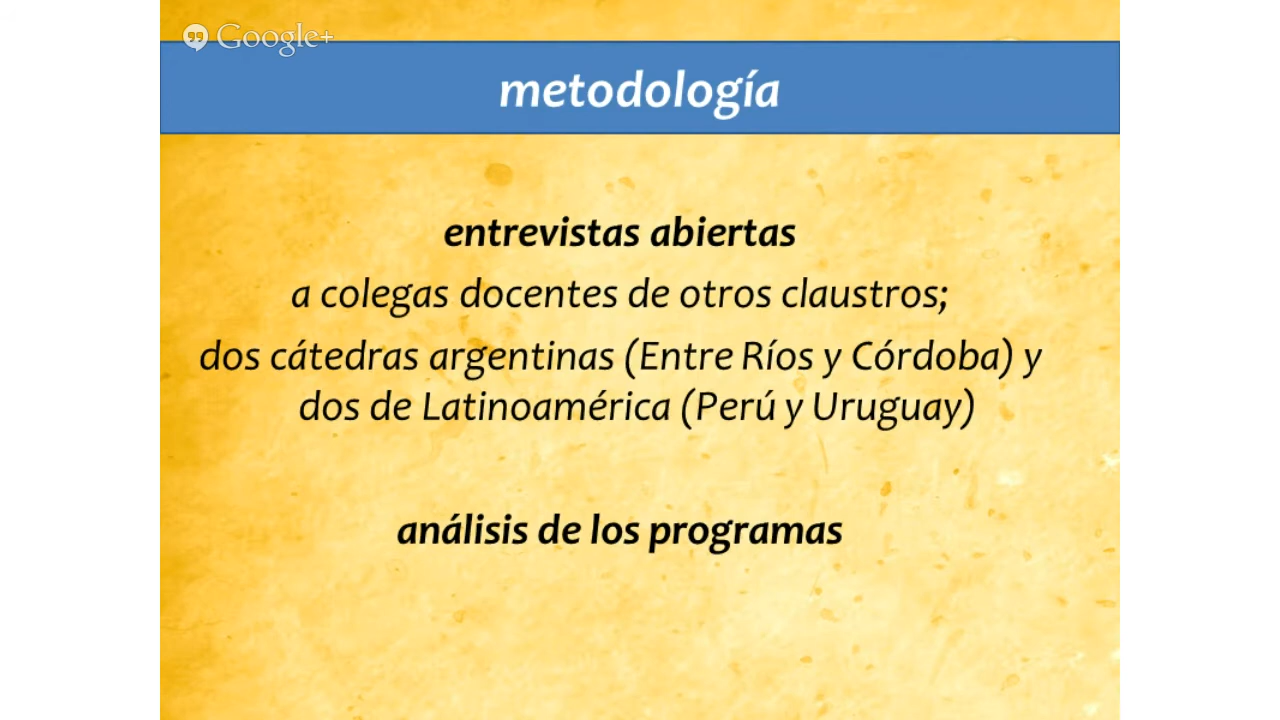 Google+
metodología
entrevistas abiertas
a colegas docentes de otros claustros;
dos cátedras argentinas (Entre Ríos y Córdoba) y
dos de Latinoamérica (Perú y Uruguay)
análisis de los programas